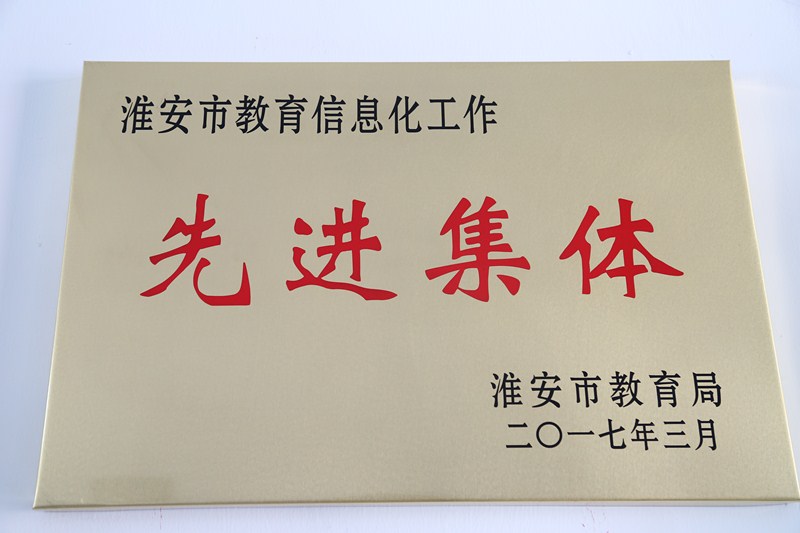 淮安市教育信息化工作
先进集体
淮安市教育局
二〇一七年三月